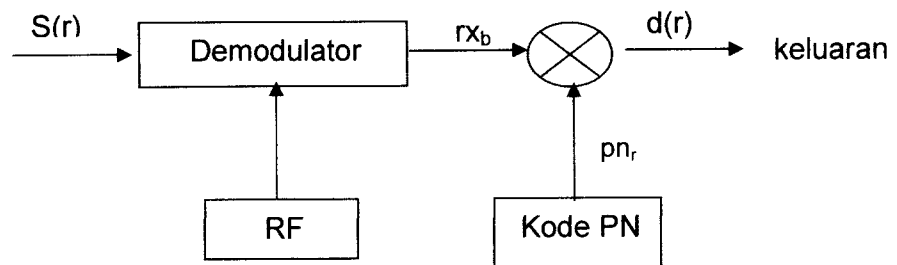 S(r)
Demodulator
rx_b
d(r)
keluaran
pn_r
RF
Kode PN